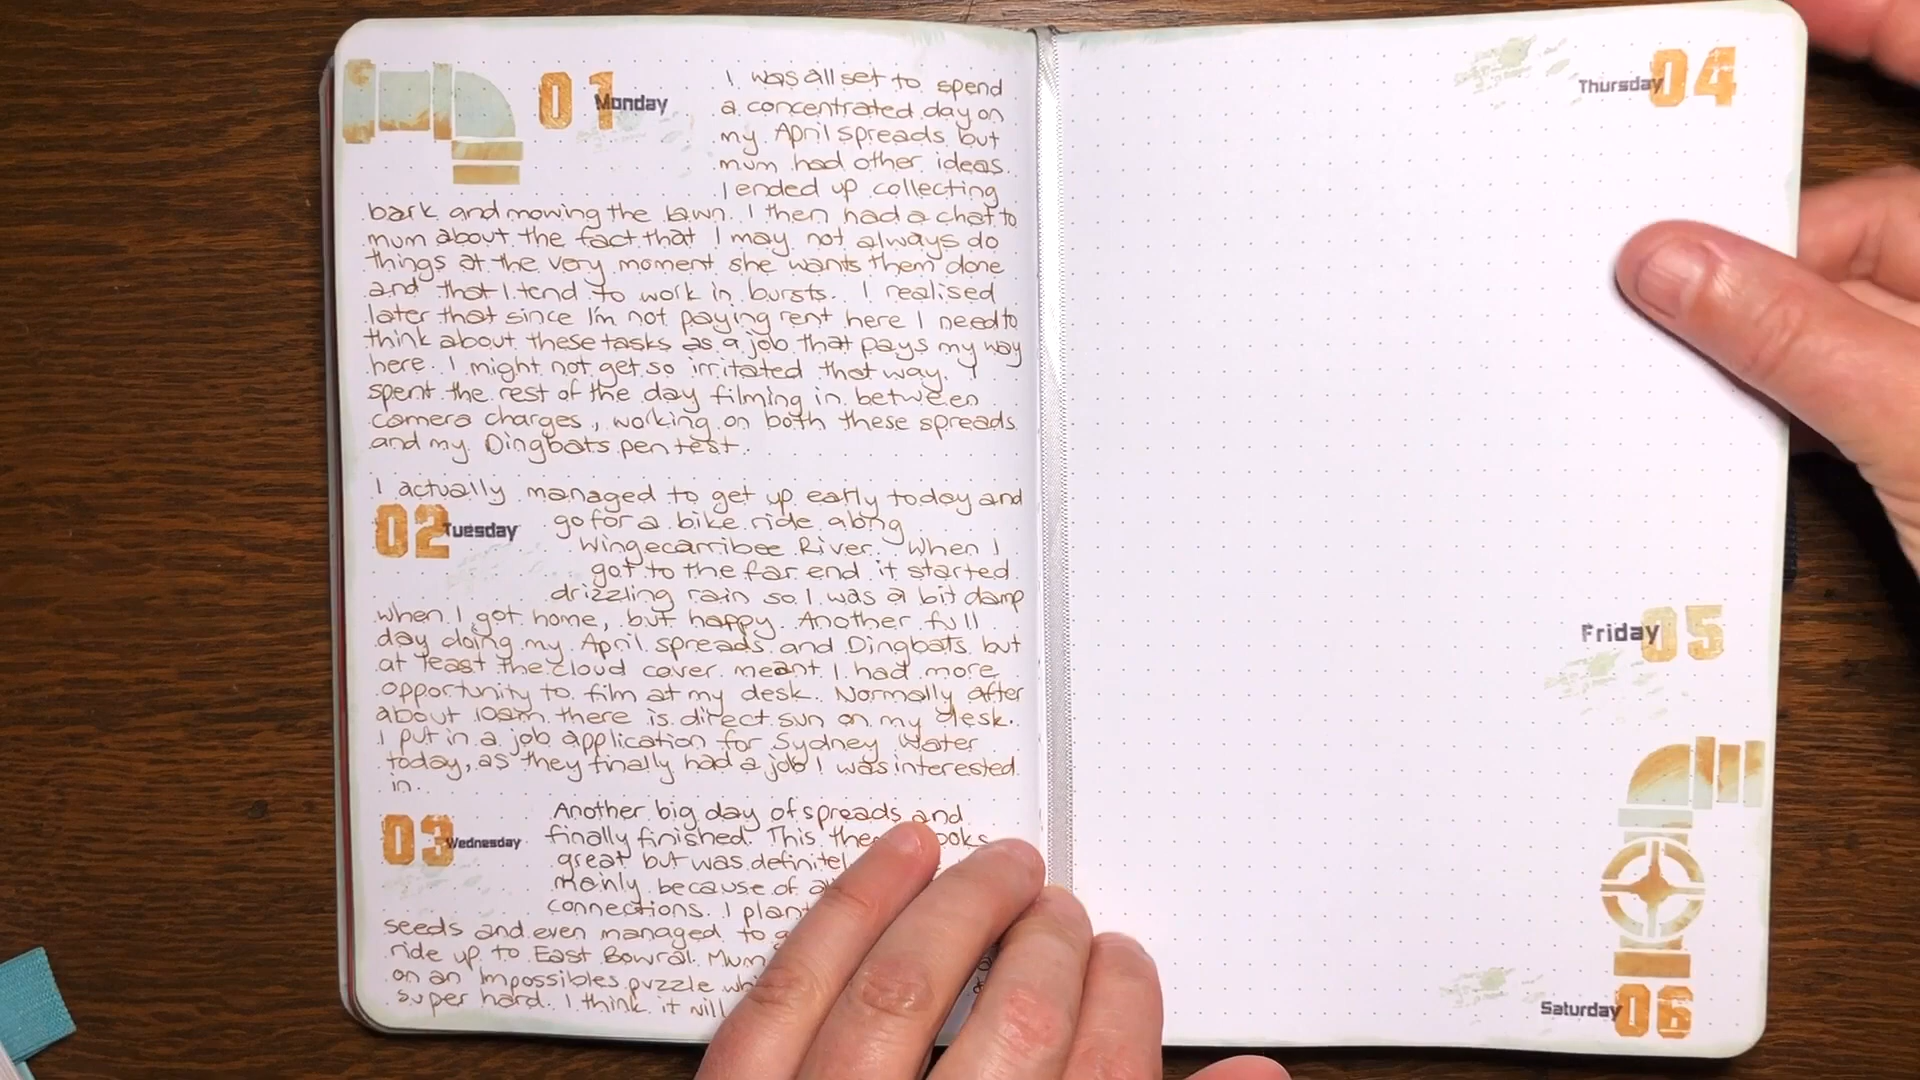 01
Monday
I was all set to spend
a concentrated day on
my April spreads but
mum had other ideas.
I ended up collecting
bark and mowing the lawn. I then had a chat to
mum about the fact that I may not always do
things at the very moment she wants them done
and that I tend to work in bursts. I realised
later that since I'm not paying rent here I need to
think about these tasks as a job that pays my way
here. I might not get so irritated that way. I
spent the rest of the day filming in between
camera charges, working on both these spreads
and my Dingbats pen test.
I actually managed to get up early today and
02
Tuesday
go for a bike ride along
Wingecarribee River. When I
got to the far end it started
drizzling rain so I was a bit damp
when I got home, but happy. Another full
day doing my April spreads and Dingbats but
at least the cloud cover meant I had more
opportunity to film at my desk. Normally after
about 10am there is direct sun on my desk.
I put in a job application for Sydney Water
today, as they finally had a job I was interested
in.
03
Wednesday
Another big day of spreads and
finally finished. This
great but was
mainly because of
connections. I
seeds and even managed to
ride up to East Bowral. Mum
on an Impossibles puzzle
super hard. I think it will
Thursday
04
Friday
05
Saturday
06